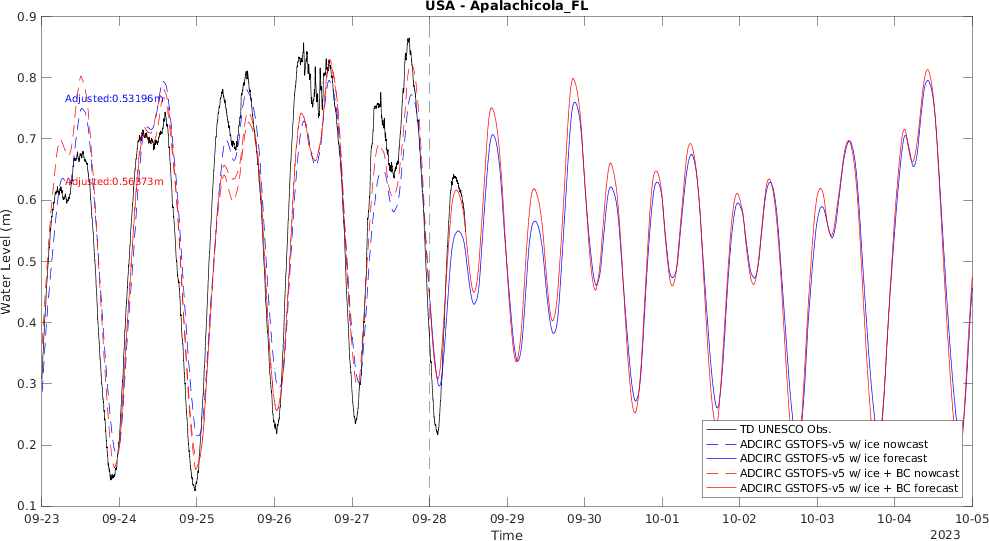 USA - Apalachicola_FL
0.9
0.8
0.7
0.6
0.5
0.4
0.3
0.2
0.1
Water Level (m)
Adjusted:0.53196m
Adjusted:0.56373m
TD UNESCO Obs.
ADCIRC GSTOFS-v5 w/ ice nowcast
ADCIRC GSTOFS-v5 w/ ice forecast
ADCIRC GSTOFS-v5 w/ ice + BC nowcast
ADCIRC GSTOFS-v5 w/ ice + BC forecast
09-23 09-24 09-25 09-26 09-27 09-28 09-29 09-30 10-01 10-02 10-03 10-04 10-05
Time
2023